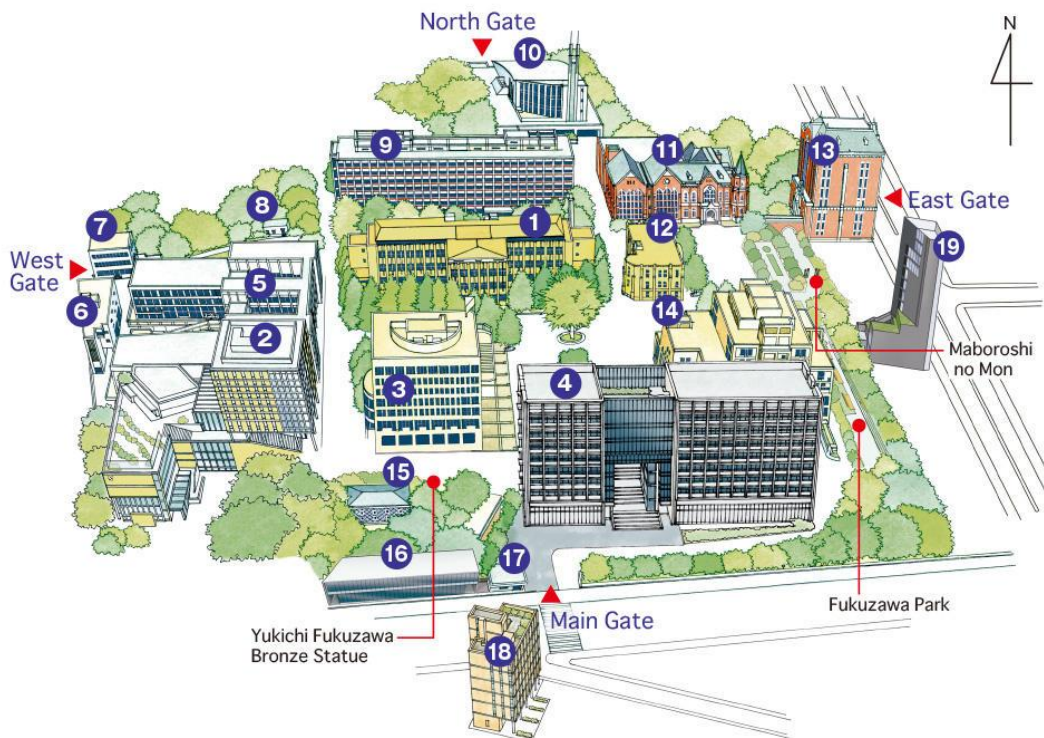 North Gate
10
N
9
11
13
East Gate
7
8
1
12
19
West
Gate
5
6
14
2
Maboroshi
no Mon
3
4
15
16
17
Fukuzawa Park
Main Gate
Yukichi Fukuzawa
Bronze Statue
18